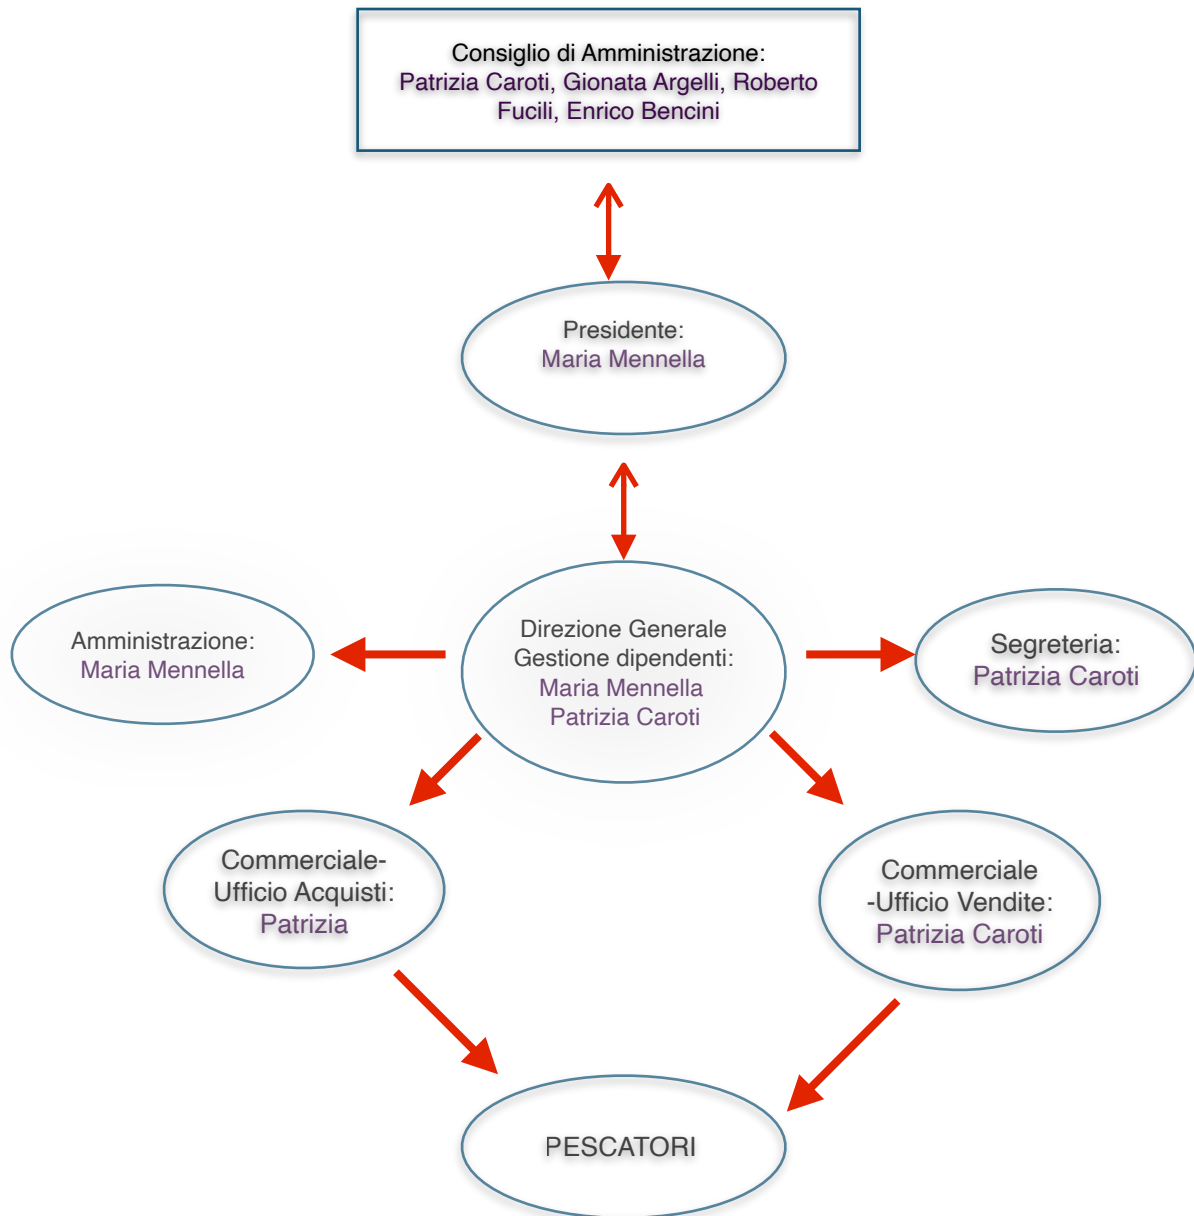 Consiglio di Amministrazione:
Patrizia Caroti, Gionata Argelli, Roberto
Fucili, Enrico Bencini
Presidente:
Maria Mennella
Amministrazione:
Maria Mennella
Direzione Generale
Gestione dipendenti:
Maria Mennella
Patrizia Caroti
Segreteria:
Patrizia Caroti
Commerciale-
Ufficio Acquisti:
Patrizia
Commerciale
-Ufficio Vendite:
Patrizia Caroti
PESCATORI